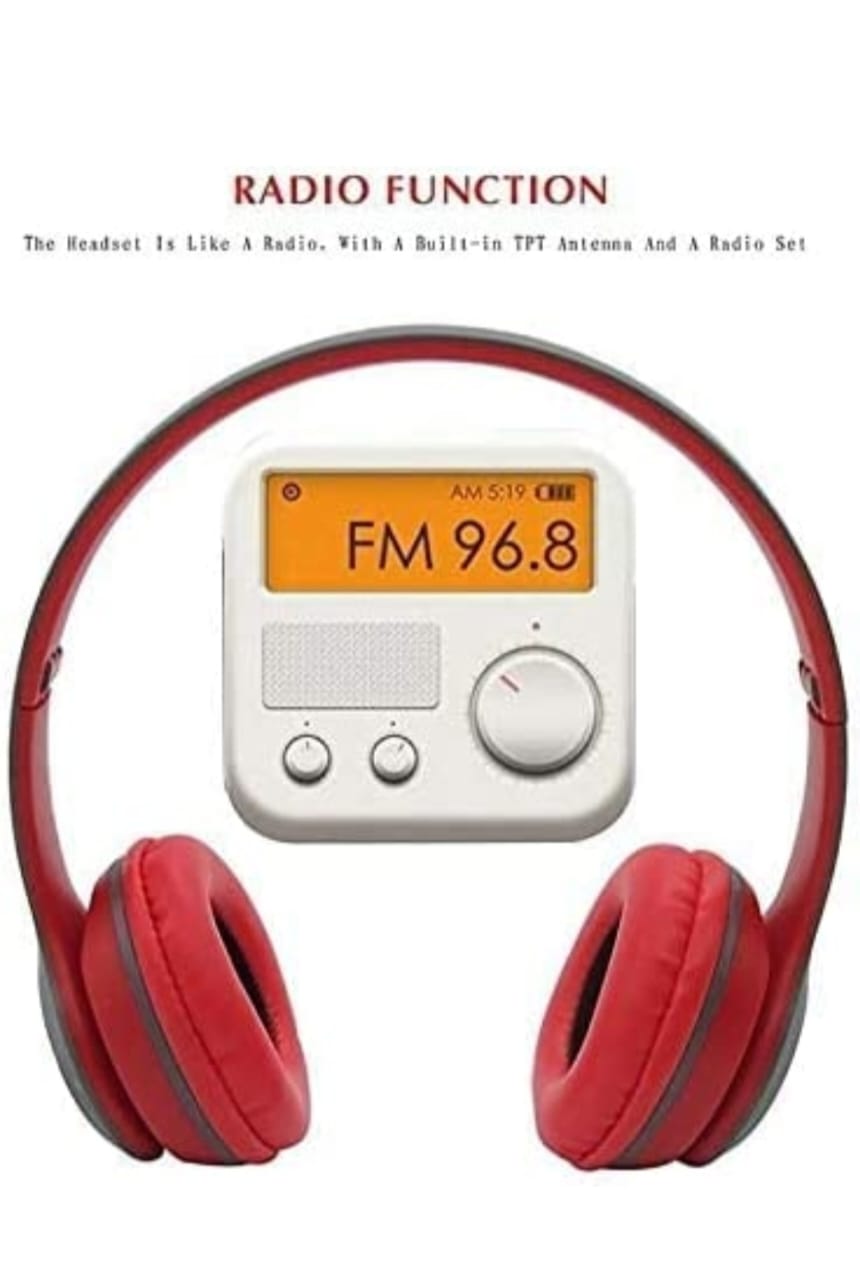 RADIO FUNCTION
The Headset Is Like A Radio. With A Built-in TPT Antenna And A Radio Set
AM 5:19
FM 96.8